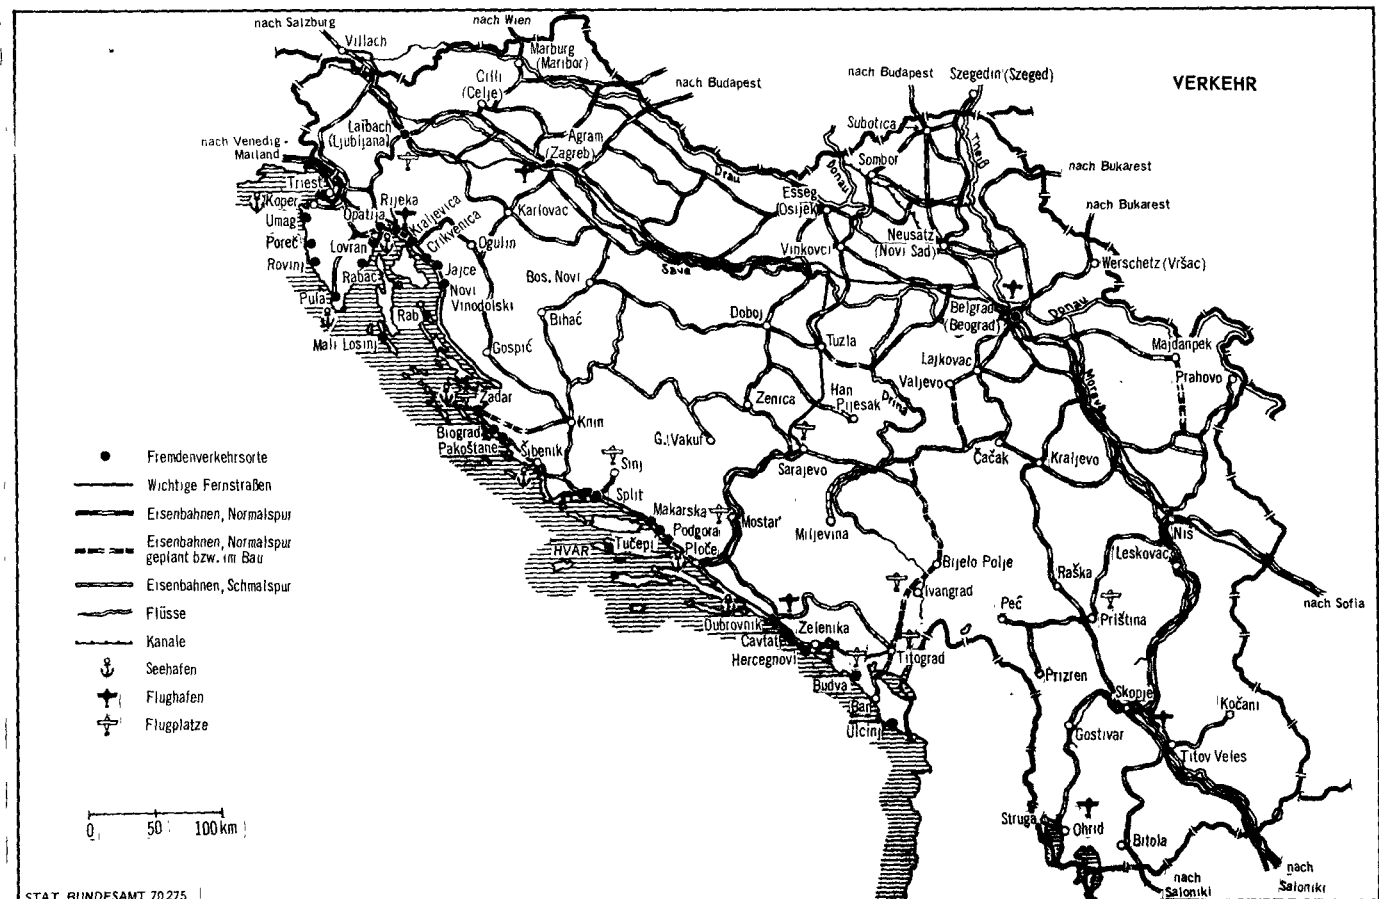 VERKEHR
nach Salzburg
Villach
nach Wien
Marburg
(Maribor)
Cilli
(Celje)
nach Budapest
nach Budapest
Szegedin (Szeged)
Laibach
(Ljubljana)
Agram
(Zagreb)
Subotica
Theiß
nach Venedig-
Mailand
Drau
Donau
Sombor
nach Bukarest
Triest
Koper
Umag
Opatija
Rijeka
Kraljevica
Crikvenica
Karlovac
Esseg
(Osijek)
nach Bukarest
Poreč
Lovran
Ogulin
Vinkovci
Neusatz
(Novi Sad)
Rovinj
Rabac
Jajce
Sava
Werschetz (Vršac)
Pula
Novi
Vinodolski
Bos. Novi
Rab
Bihać
Doboj
Belgrad
(Beograd)
Donau
Mali Losinj
Gospić
Tuzla
Lajkovac
Majdanpek
Valjevo
Prahovo
Zadar
Zenica
Han
Pijesak
Drina
Morava
Biograd
Pakoštane
Knin
G. Vakuf
Šibenik
Sinj
Sarajevo
Čačak
Kraljevo
Split
Makarska
Mostar
Miljevina
Podgora
Tučepi
Ploče
HVAR
Niš
Leskovac
Bijelo Polje
Raška
Ivangrad
Peć
Priština
nach Sofia
Dubrovnik
Cavtat
Zelenika
Hercegnovi
Titograd
Prizren
Budva
Bar
Ulcinj
Skopje
Kočani
Gostivar
Titov Veles
Struga
Ohrid
Bitola
nach
Saloniki
nach
Saloniki
Fremdenverkehrsorte
Wichtige Fernstraßen
Eisenbahnen, Normalspur
Eisenbahnen, Normalspur
geplant bzw. im Bau
Eisenbahnen, Schmalspur
Flüsse
Kanale
Seehafen
Flughafen
Flugplatze
0 50 100 km
STAT. BUNDESAMT 70 275